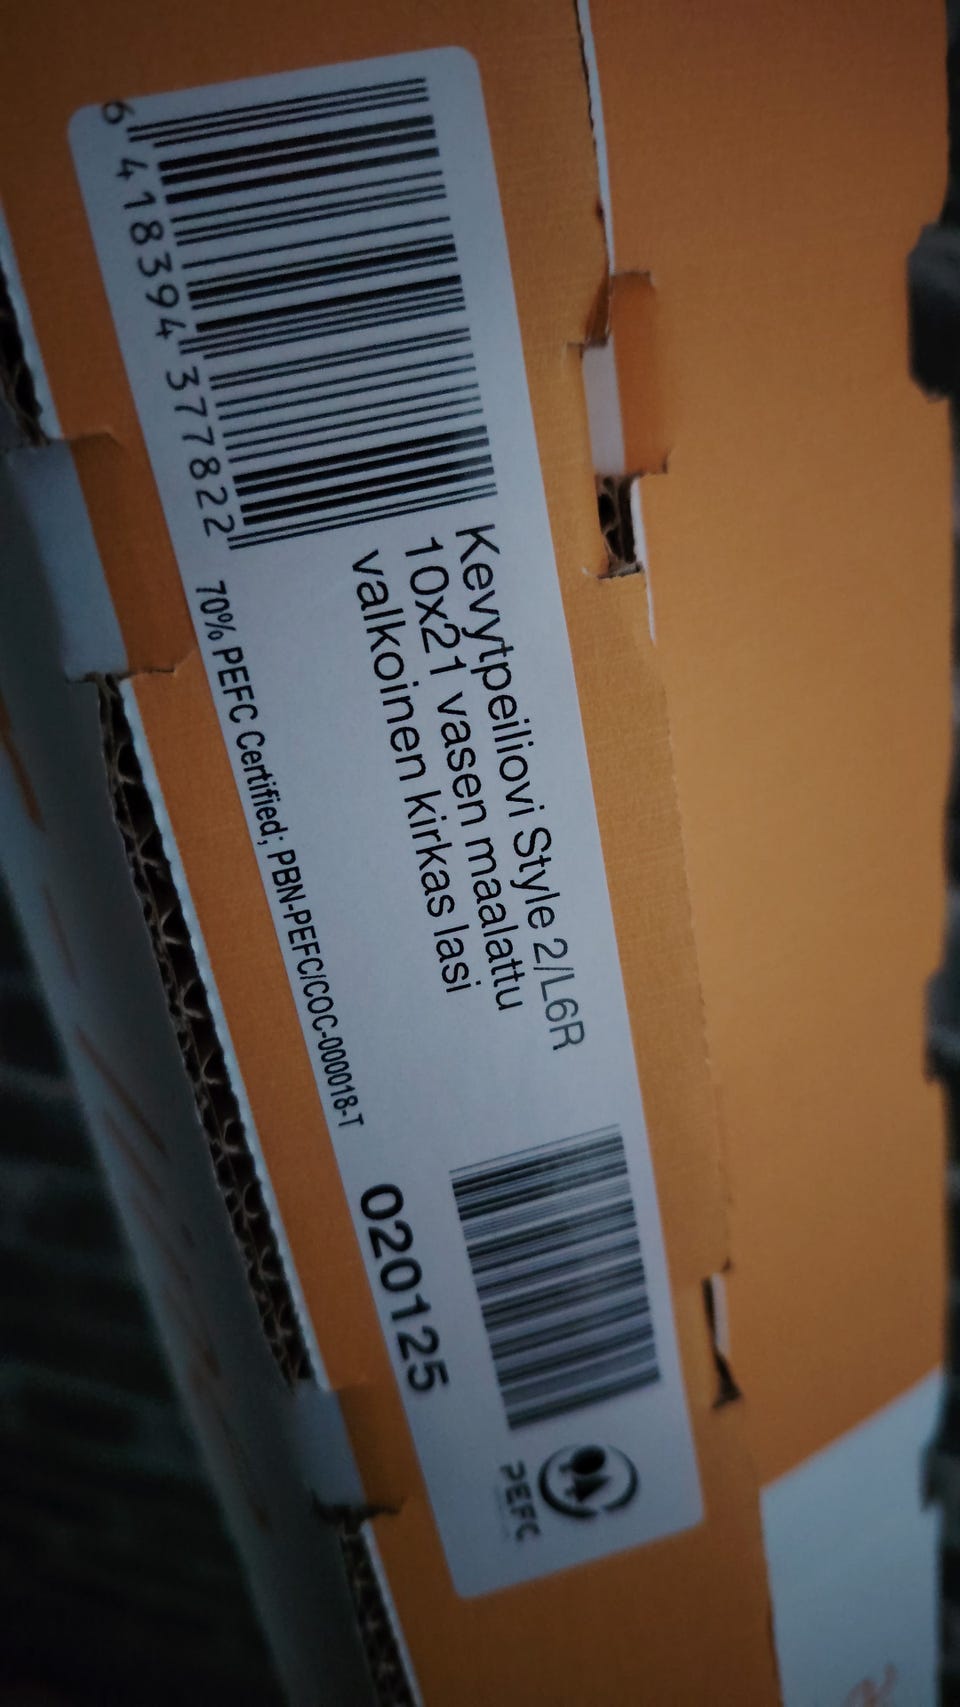 Kevytpeiliovi Style 2/L6R
10x21 vasen maalattu
valkoinen kirkas lasi
6 418394 377822
70% PEFC Certified; PBN-PEFC/COC-000018-T
020125
PEFC